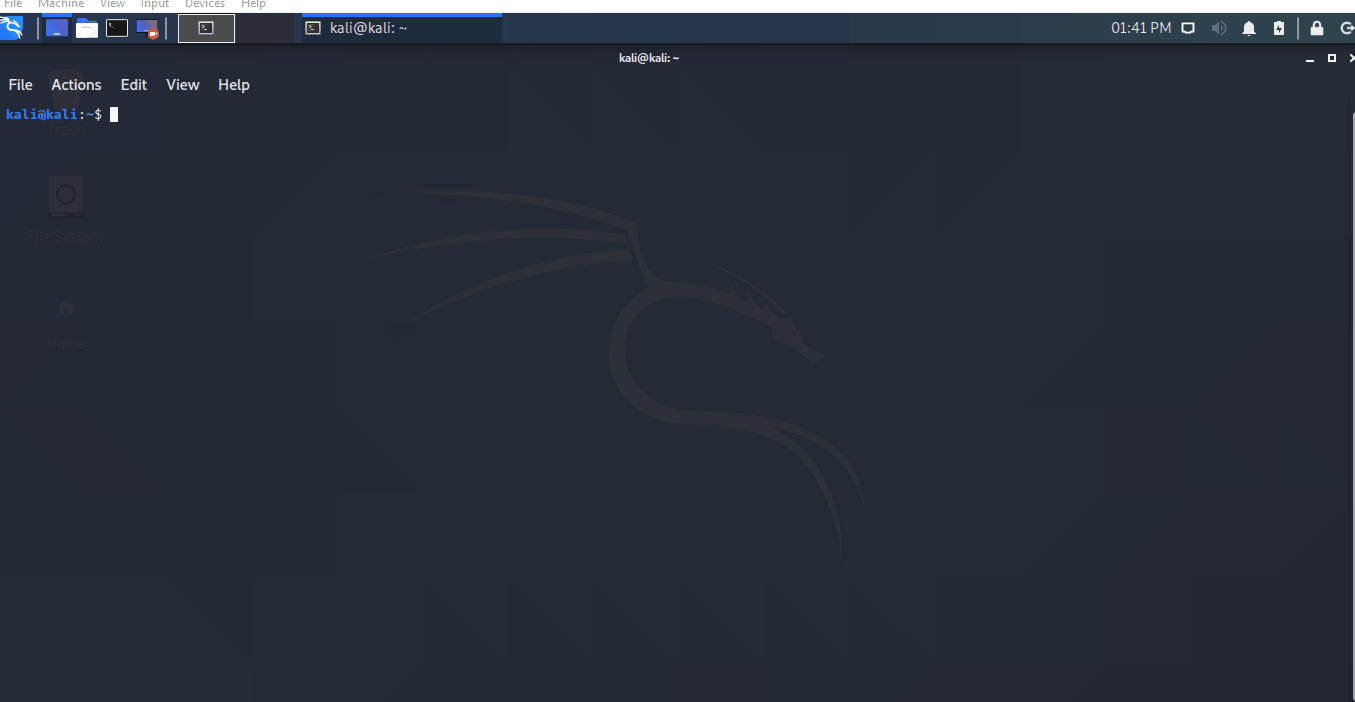 File Machine View Input Devices Help
kali@kali: ~ 01:41 PM
kali@kali: ~
File Actions Edit View Help
kali@kali:~$
Trash
File System
Home